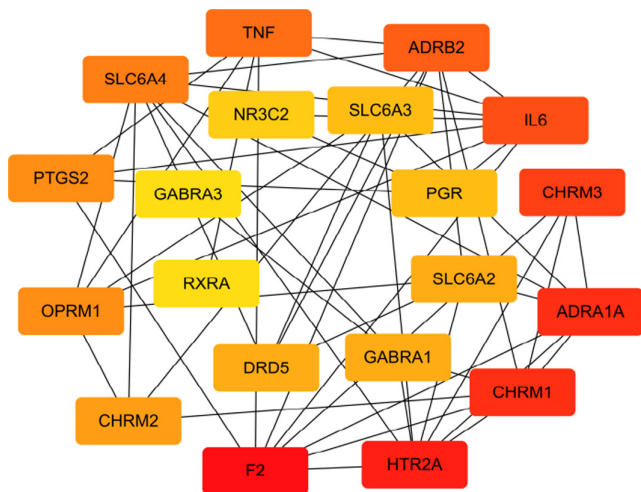 TNF
ADRB2
SLC6A4
NR3C2
SLC6A3
IL6
PTGS2
GABRA3
PGR
CHRM3
RXRA
SLC6A2
OPRM1
ADRA1A
DRD5
GABRA1
CHRM1
CHRM2
F2
HTR2A